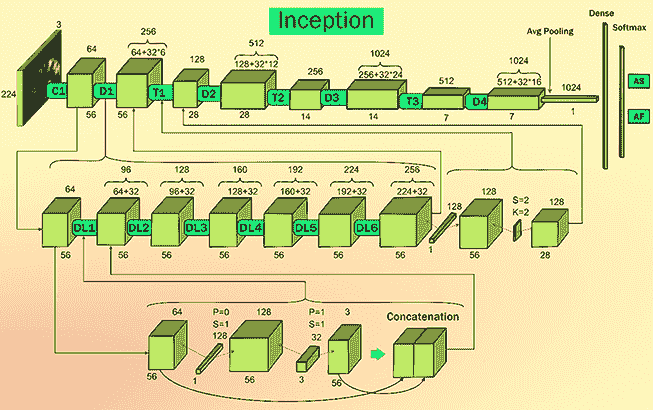 Inception
Dense
Softmax
Avg Pooling
3
64
256
64+32*6
128
512
128+32*12
256
1024
256+32*24
512
1024
512+32*16
1024
224
C1
D1
T1
D2
T2
D3
T3
D4
56
56
28
28
14
14
7
7
1
AS
AF
64
96
64+32
128
96+32
160
128+32
192
160+32
224
192+32
256
224+32
128
128
S=2
K=2
128
DL1
DL2
DL3
DL4
DL5
DL6
56
56
56
56
56
56
56
1
56
28
64
P=0
S=1
128
128
P=1
S=1
32
3
Concatenation
56
1
56
3
56